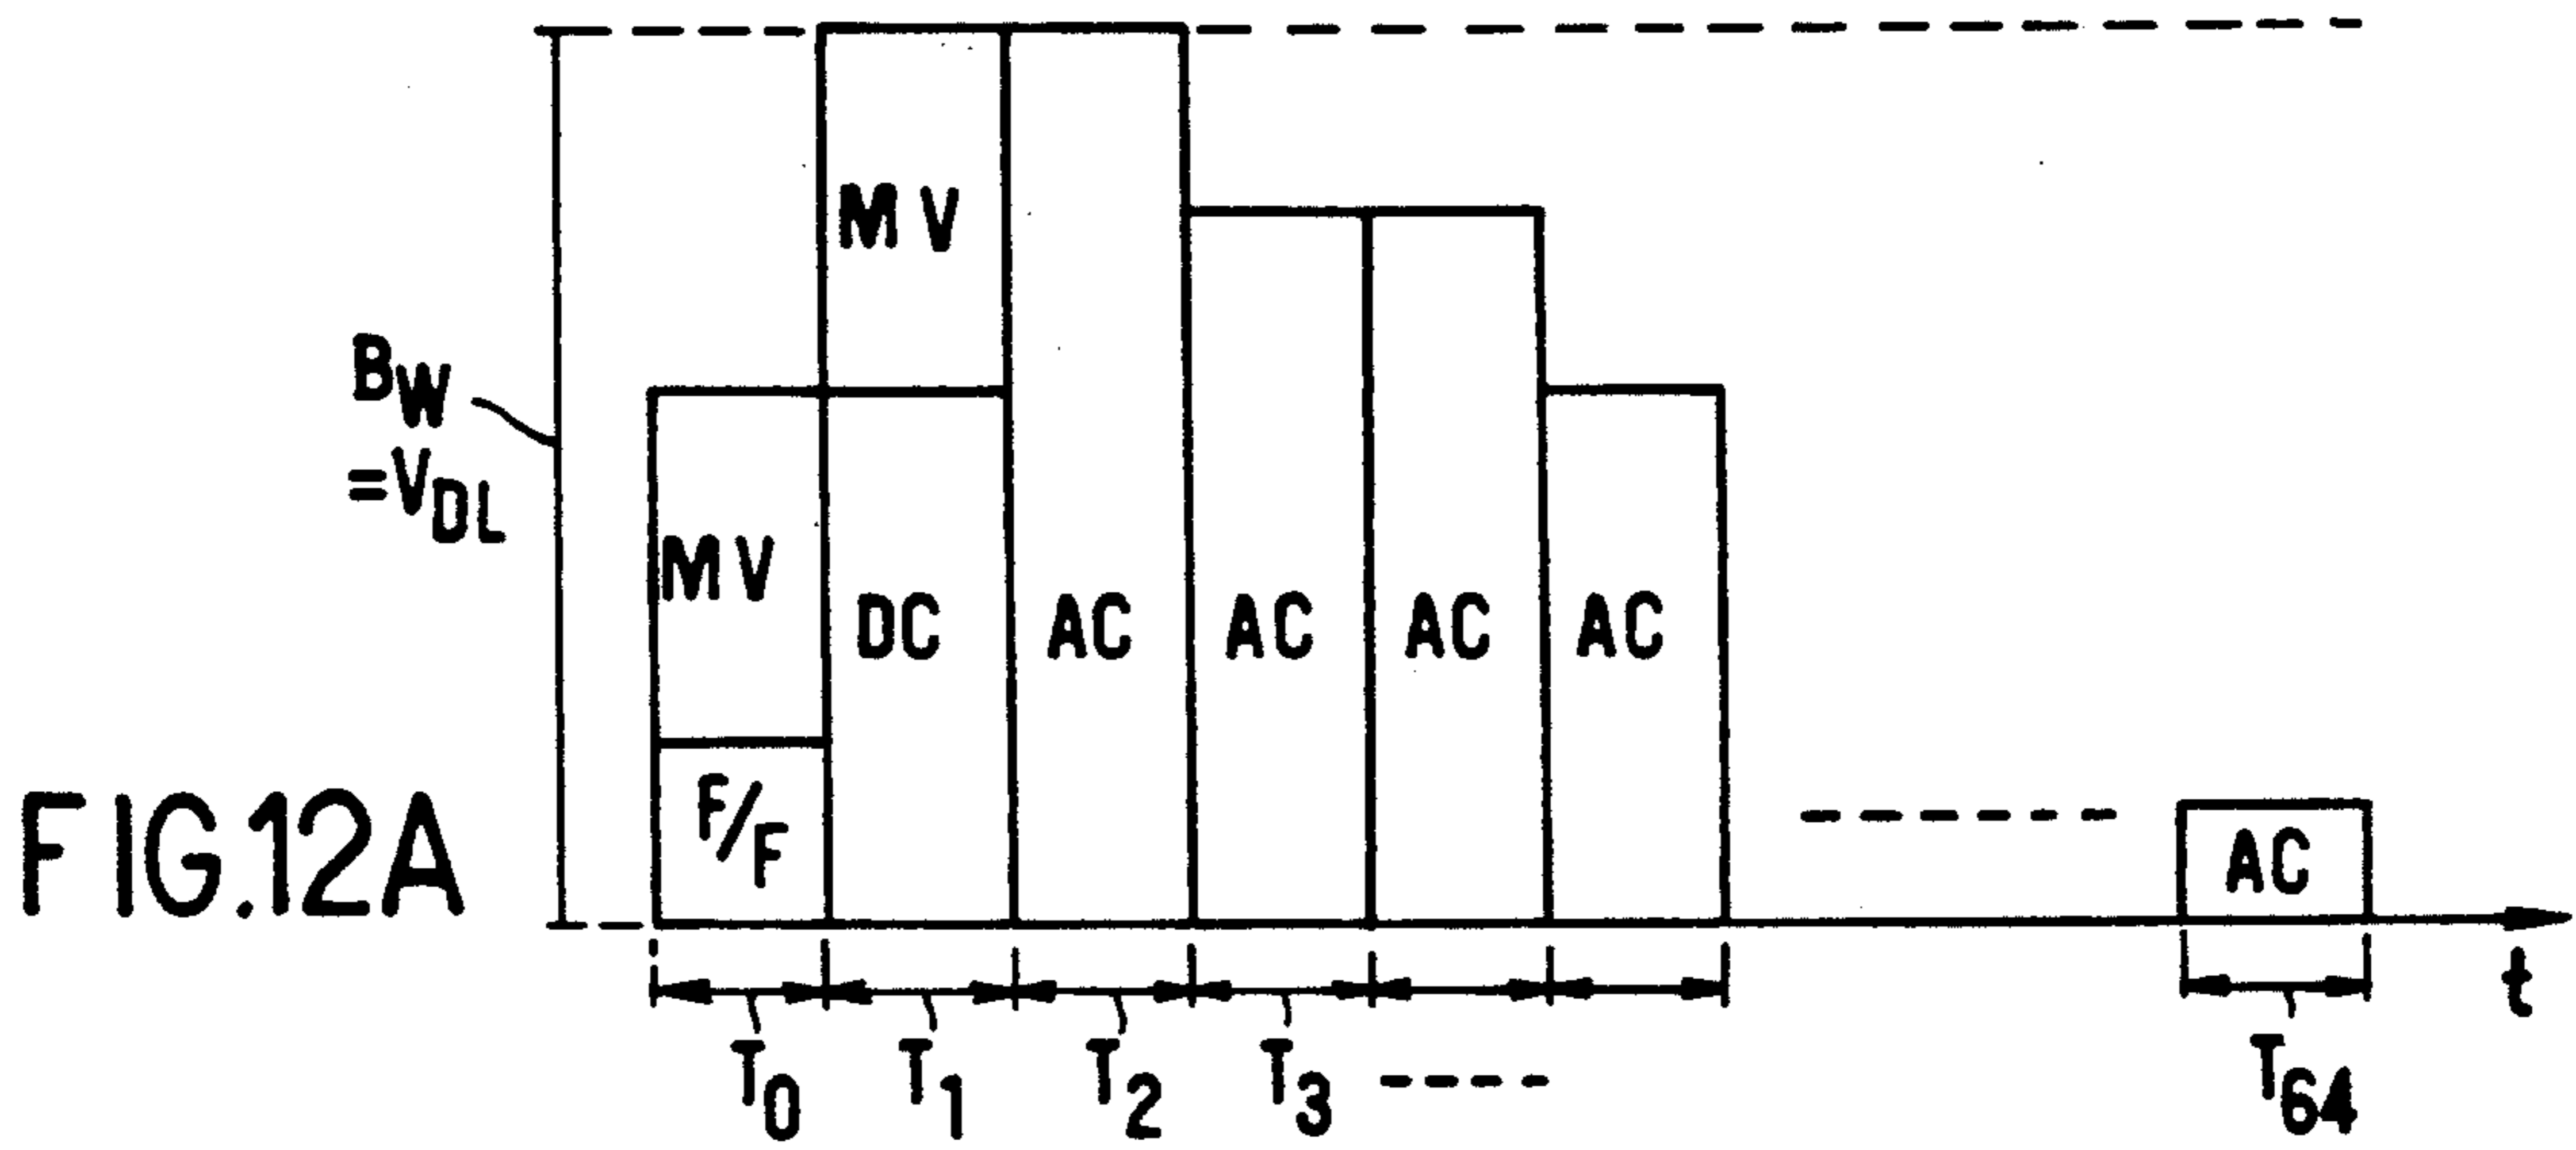 MV
B_W
=V_DL
MV
DC AC AC AC AC
F/F
FIG.12A
AC
t
T_0 T_1 T_2 T_3 ---- T_64